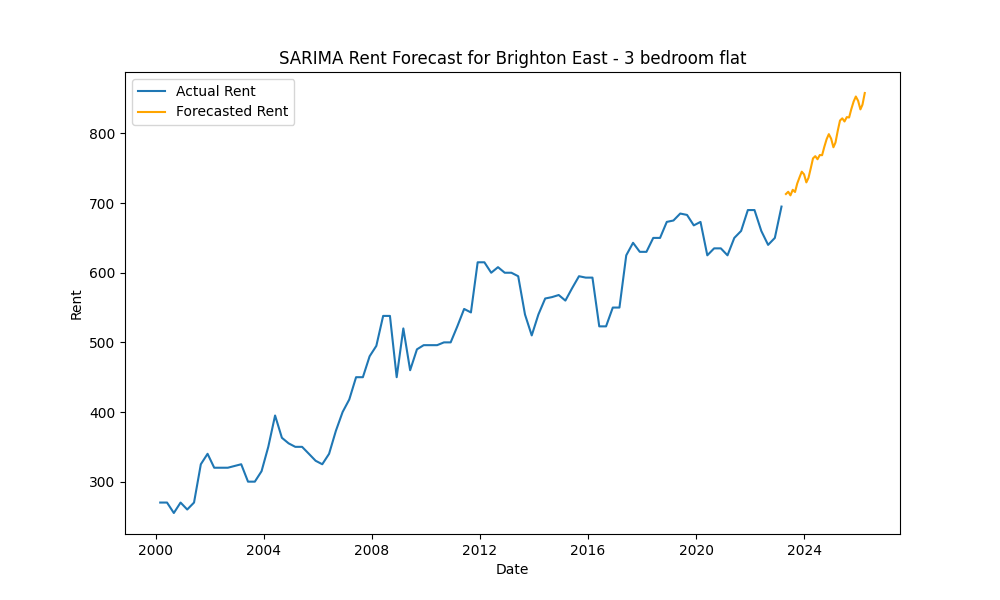 SARIMA Rent Forecast for Brighton East - 3 bedroom flat
Actual Rent
Forecasted Rent
800
700
600
500
400
300
Rent
2000
2004
2008
2012
2016
2020
2024
Date